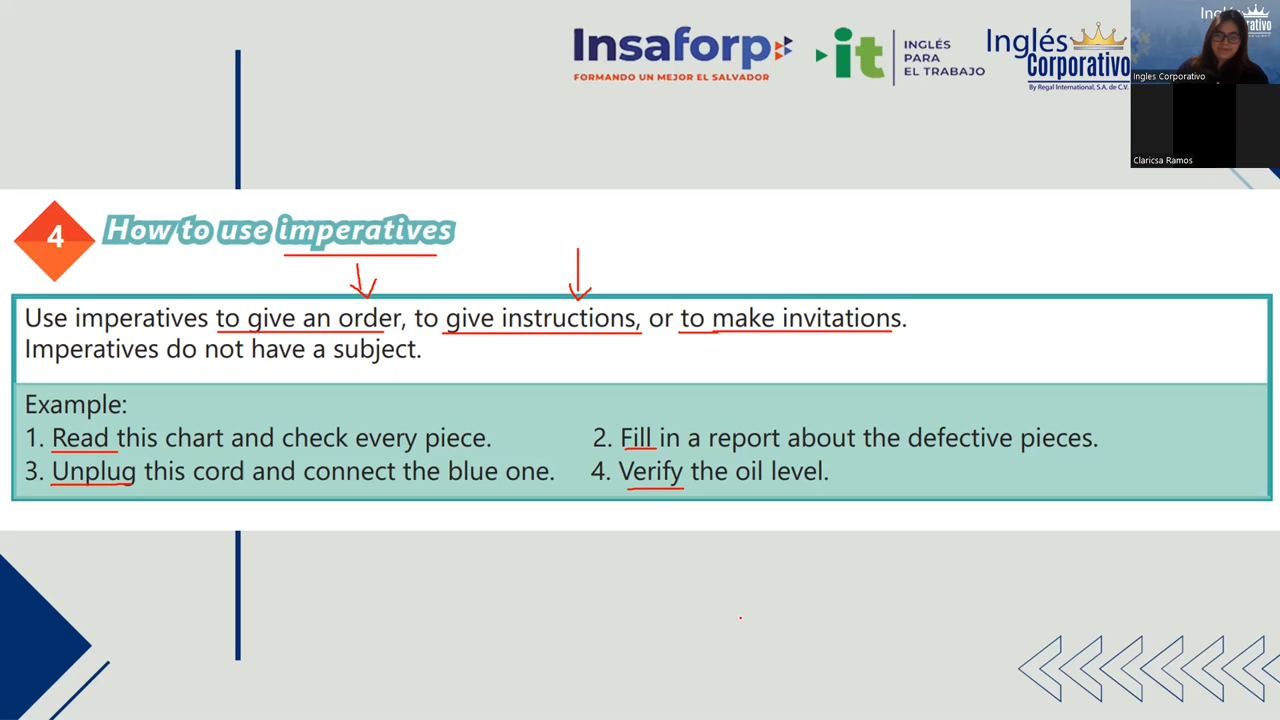 Insaforp
FORMANDO UN MEJOR EL SALVADOR
it
INGLÉS
PARA
EL TRABAJO
Inglés
Corporativo
By Regal International, S.A. de C.V.
Ingles Corporativo
Claricsa Ramos
4
How to use imperatives
Use imperatives to give an order, to give instructions, or to make invitations.
Imperatives do not have a subject.
Example:
1. Read this chart and check every piece.
2. Fill in a report about the defective pieces.
3. Unplug this cord and connect the blue one.
4. Verify the oil level.